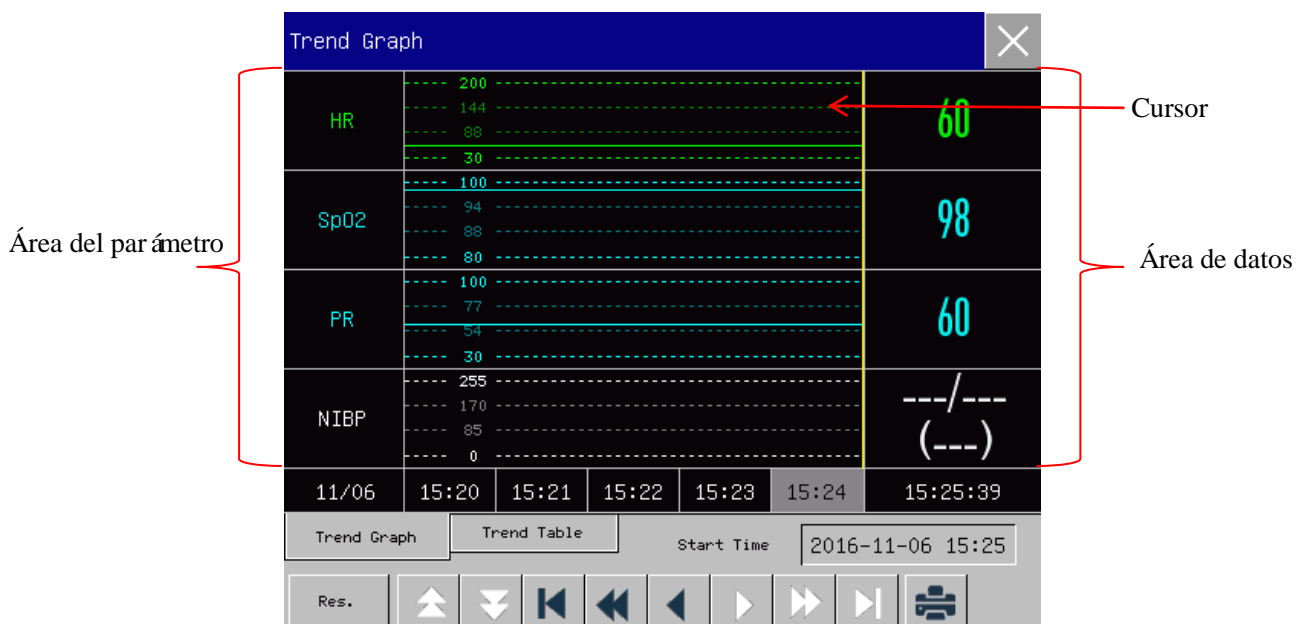 Trend Graph
HR
200
144
88
30
60
Cursor
SpO2
100
94
88
80
98
Área del parámetro
Área de datos
PR
100
77
54
30
60
NIBP
255
170
85
0
---/---
(---)
11/06 15:20 15:21 15:22 15:23 15:24 15:25:39
Trend Graph Trend Table Start Time 2016-11-06 15:25
Res.